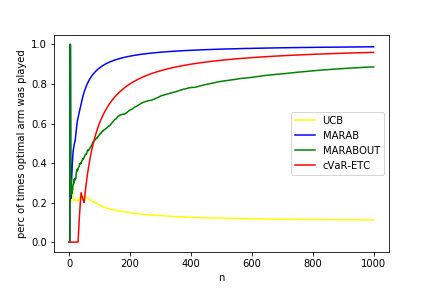 perc of times optimal arm was played
1.0
0.8
0.6
0.4
0.2
0.0
UCB
MARAB
MARABOUT
cVaR-ETC
0 200 400 600 800 1000
n